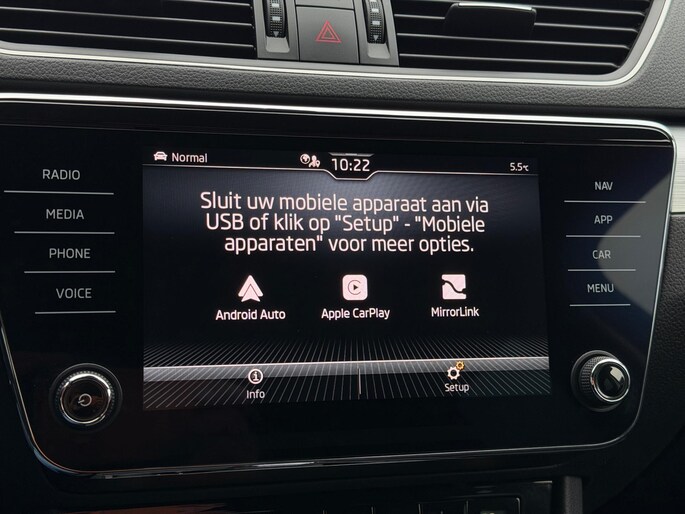 RADIO
MEDIA
PHONE
VOICE
Normal
10:22
5.5°C
Sluit uw mobiele apparaat aan via
USB of klik op "Setup" - "Mobiele
apparaten" voor meer opties.
Android Auto
Apple CarPlay
MirrorLink
Info
Setup
NAV
APP
CAR
MENU